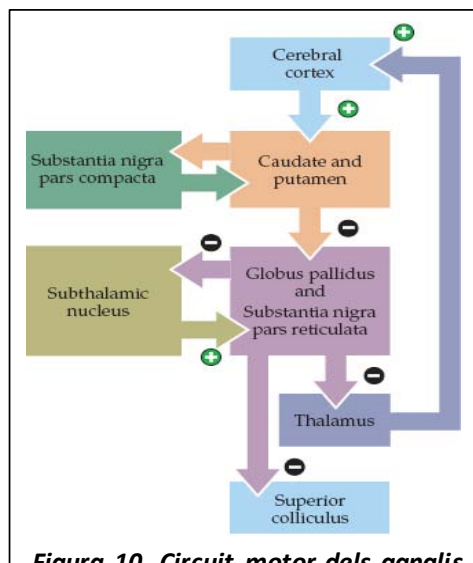 Cerebral
cortex
Substantia nigra
pars compacta
Caudate and
putamen
Subthalamic
nucleus
Globus pallidus
and
Substantia nigra
pars reticulata
Thalamus
Superior
colliculus
Figura 10. Circuit motor dels ganglis